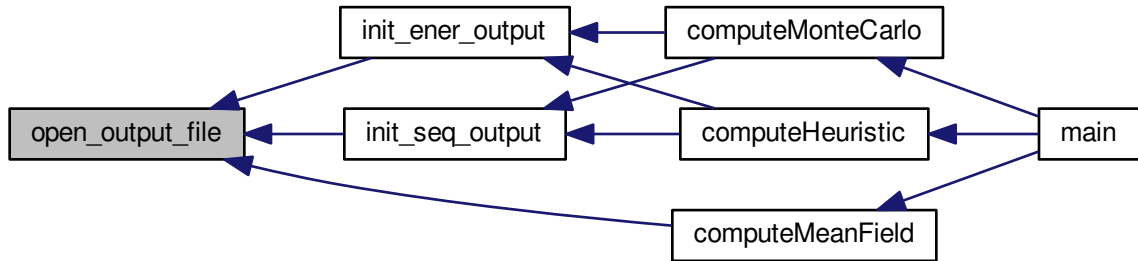 init_ener_output
computeMonteCarlo
open_output_file
init_seq_output
computeHeuristic
main
computeMeanField